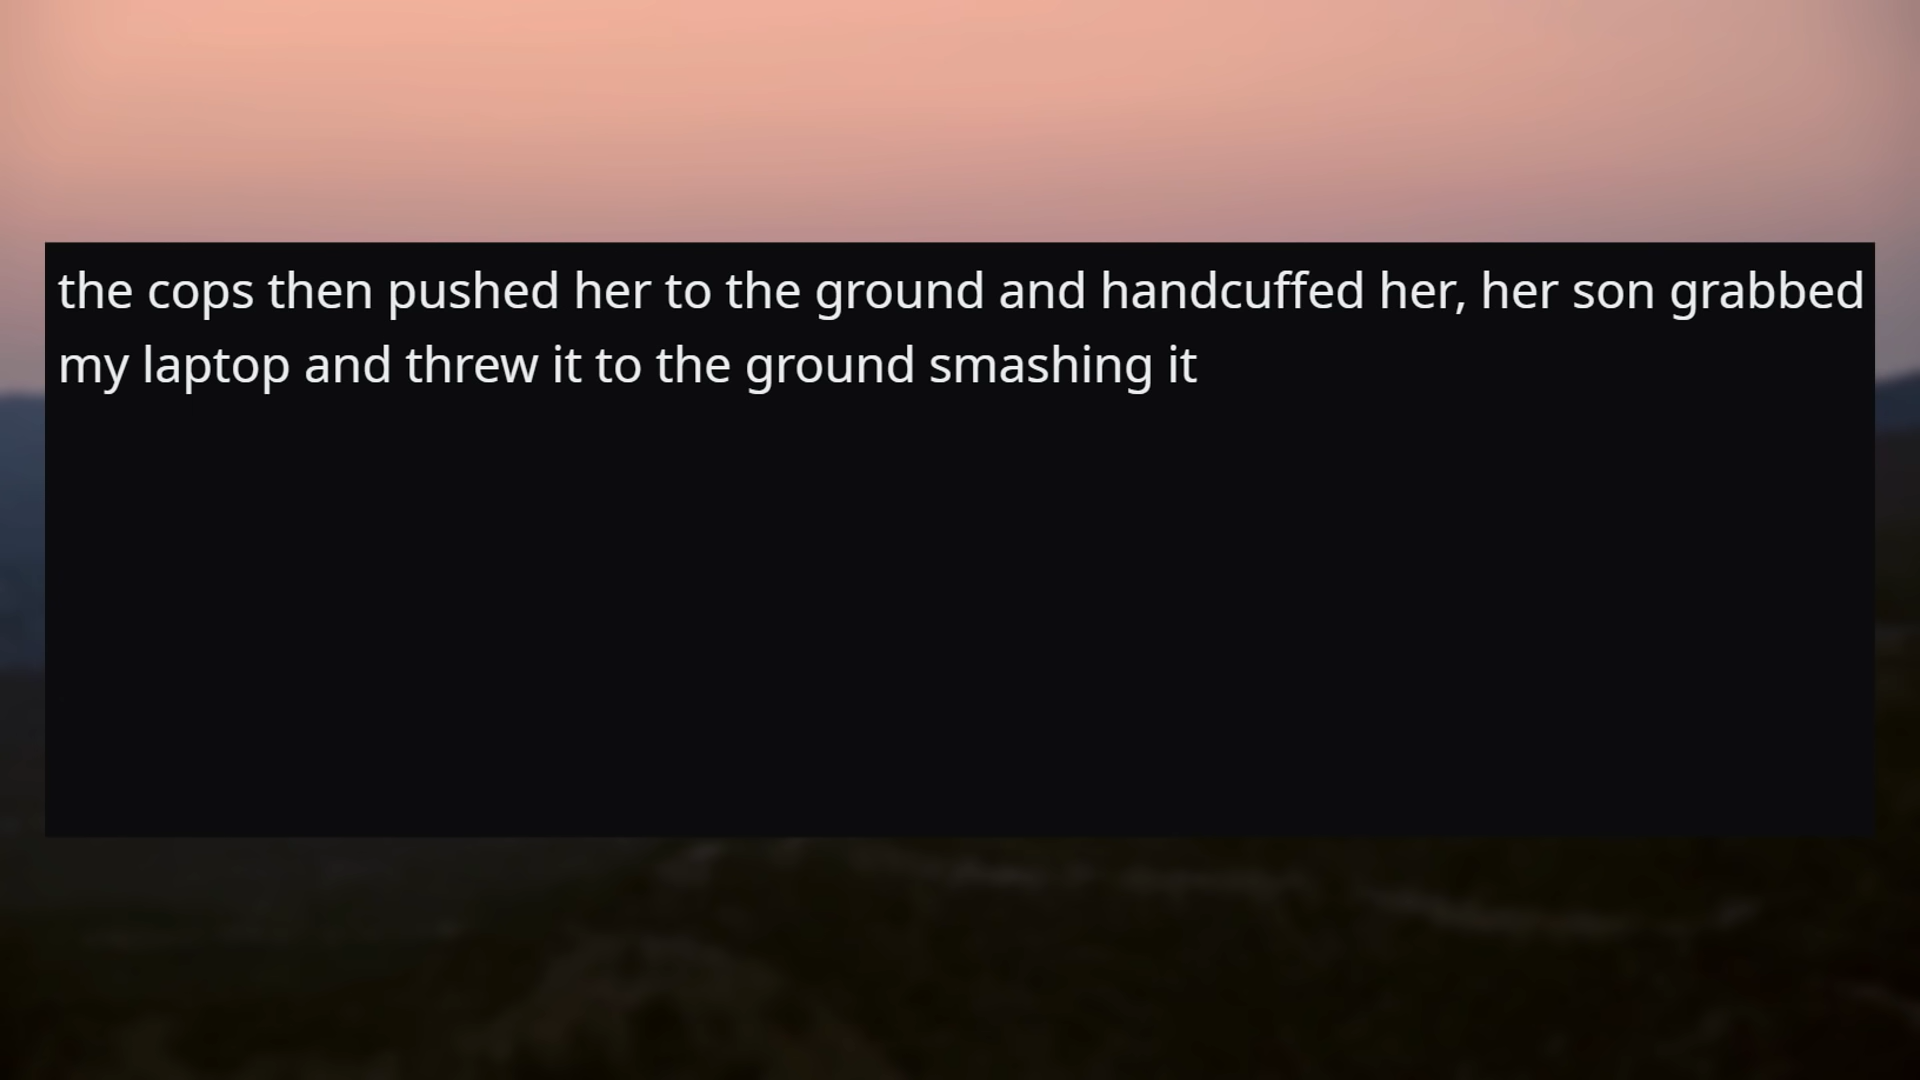 the cops then pushed her to the ground and handcuffed her, her son grabbed
my laptop and threw it to the ground smashing it